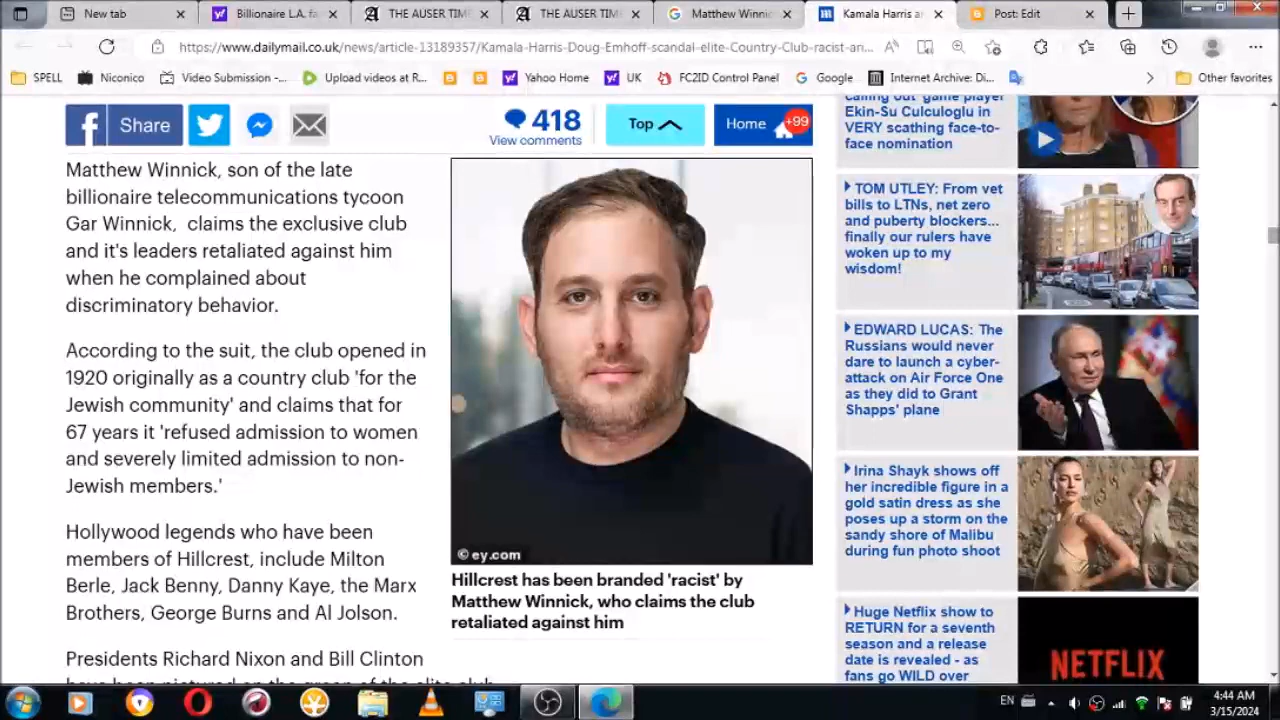 New tab
Billionaire L.A. fa
THE AUSER TIM
THE AUSER TIM
Matthew Winnic
Kamala Harris a
Post: Edit
https://www.dailymail.co.uk/news/article-13189357/Kamala-Harris-Doug-Emhoff-scandal-elite-Country-Club-racist-an...
SPELL
Niconico
Video Submission -...
Upload videos at R...
Yahoo Home
UK
FC2ID Control Panel
Google
Internet Archive: Di...
Other favorites
Share
418
View comments
Top
Home
+99
Matthew Winnick, son of the late
billionaire telecommunications tycoon
Gar Winnick, claims the exclusive club
and it's leaders retaliated against him
when he complained about
discriminatory behavior.
According to the suit, the club opened in
1920 originally as a country club 'for the
Jewish community' and claims that for
67 years it 'refused admission to women
and severely limited admission to non-
Jewish members.'
Hollywood legends who have been
members of Hillcrest, include Milton
Berle, Jack Benny, Danny Kaye, the Marx
Brothers, George Burns and Al Jolson.
Presidents Richard Nixon and Bill Clinton
© ey.com
Hillcrest has been branded 'racist' by
Matthew Winnick, who claims the club
retaliated against him
calling out 'game player'
Ekin-Su Culculoglu in
VERY scathing face-to-
face nomination
TOM UTLEY: From vet
bills to LTNs, net zero
and puberty blockers...
finally our rulers have
woken up to my
wisdom!
EDWARD LUCAS: The
Russians would never
dare to launch a cyber-
attack on Air Force One
as they did to Grant
Shapps' plane
Irina Shayk shows off
her incredible figure in a
gold satin dress as she
poses up a storm on the
sandy shore of Malibu
during fun photo shoot
Huge Netflix show to
RETURN for a seventh
season and a release
date is revealed - as
fans go WILD over
NETFLIX
EN
4:44 AM
3/15/2024